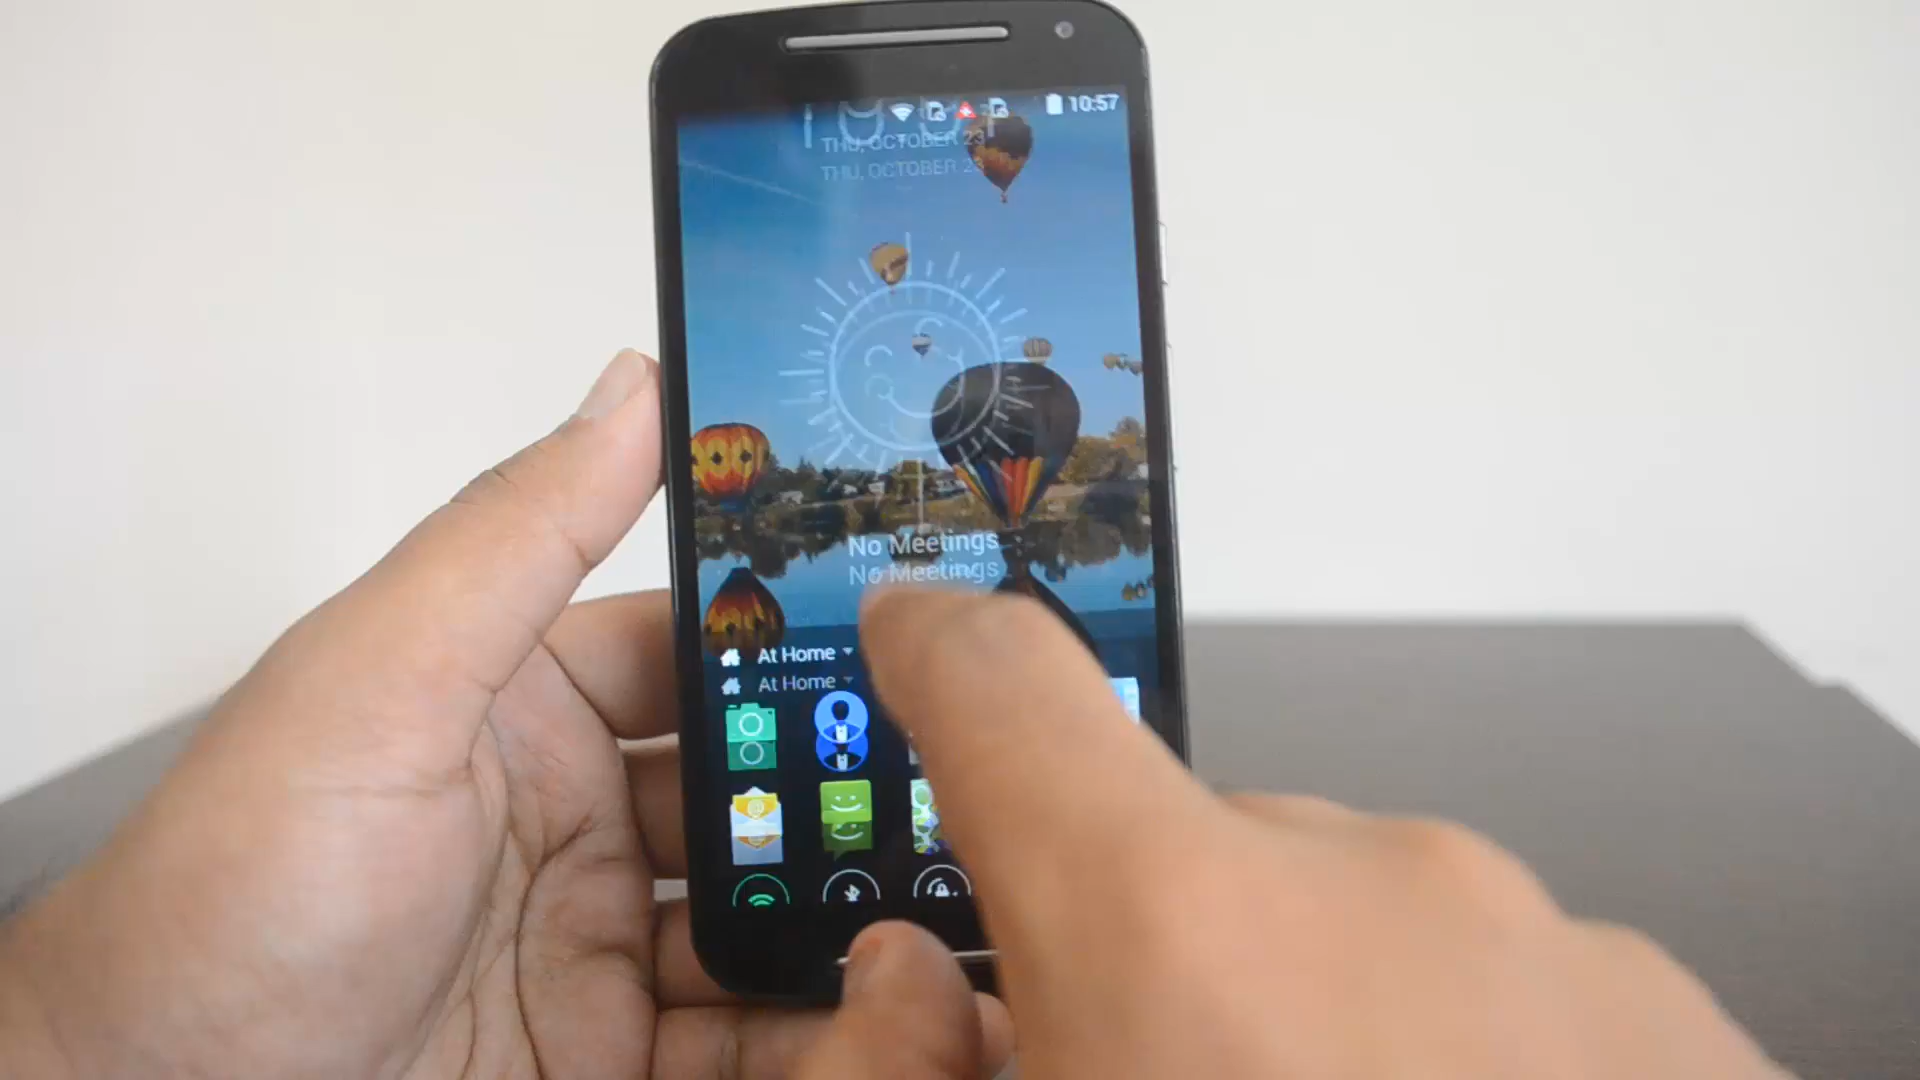 10:57
THU, OCTOBER 23
THU, OCTOBER 23
No Meetings
No Meetings
At Home
At Home